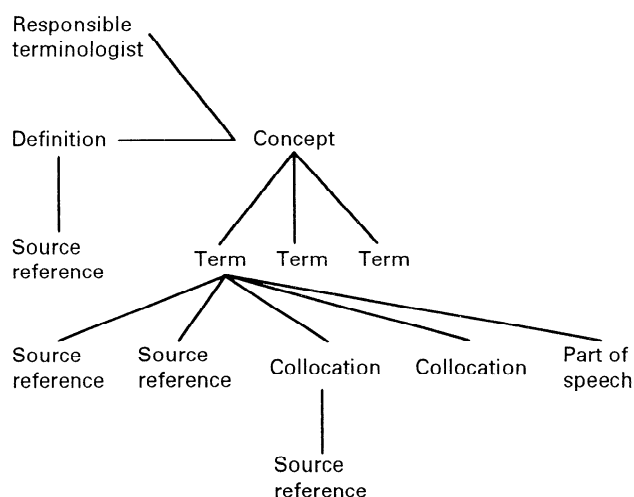 Responsible
terminologist
Definition
Concept
Source
reference
Term
Term
Term
Source
reference
Source
reference
Collocation
Collocation
Part of
speech
Source
reference